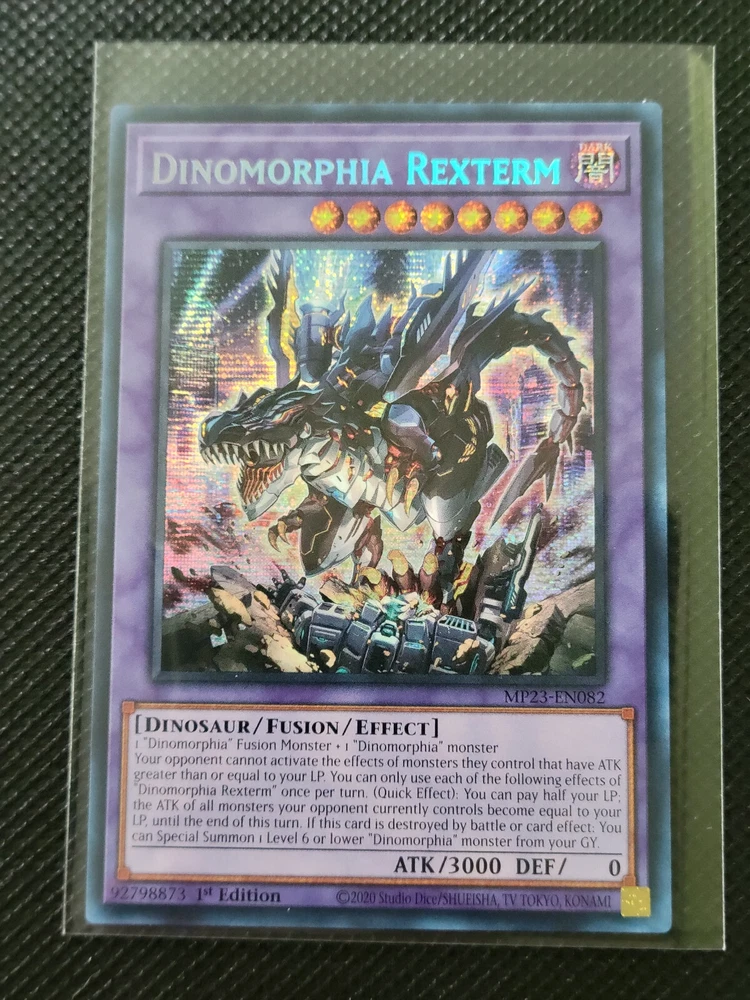 DINOMORPHIA REXTERM
DARK
闇
MP23-EN082
[DINOSAUR/FUSION/EFFECT]
1 "Dinomorphia" Fusion Monster + 1 "Dinomorphia" monster
Your opponent cannot activate the effects of monsters they control that have ATK
greater than or equal to your LP. You can only use each of the following effects of
"Dinomorphia Rexterm" once per turn. (Quick Effect): You can pay half your LP;
the ATK of all monsters your opponent currently controls become equal to your
LP, until the end of this turn. If this card is destroyed by battle or card effect: You
can Special Summon 1 Level 6 or lower "Dinomorphia" monster from your GY.
ATK/3000 DEF/ 0
92798873 1st Edition ©2020 Studio Dice/SHUEISHA, TV TOKYO, KONAMI